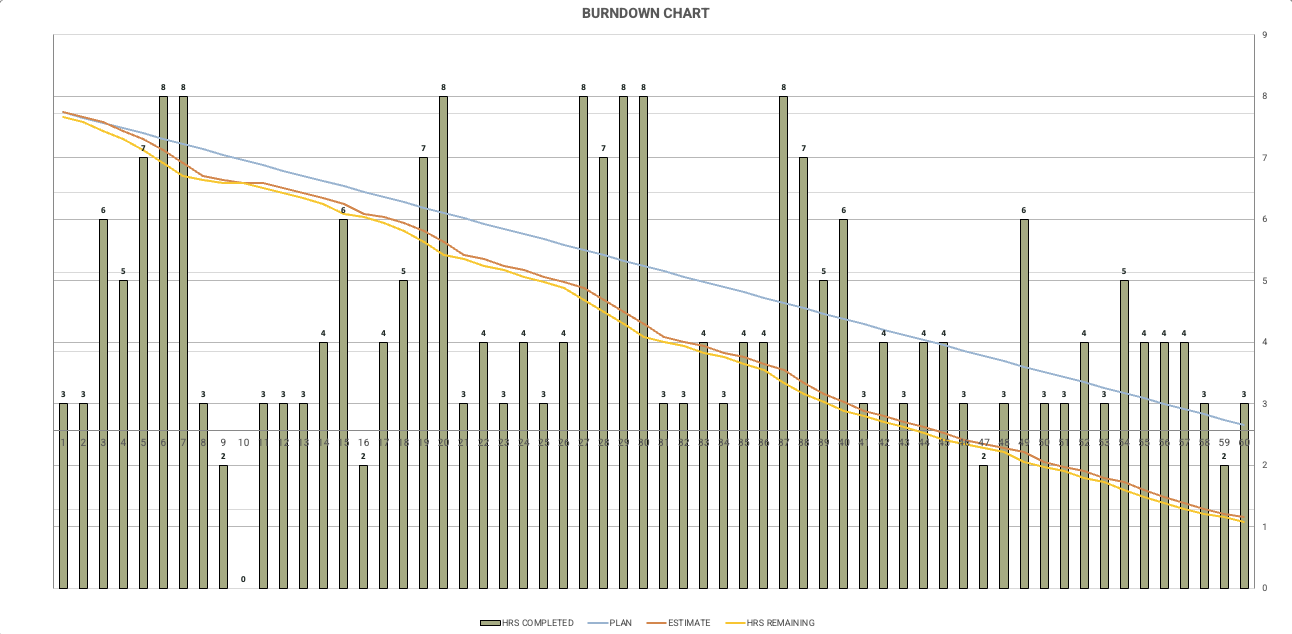 BURNDOWN CHART
9
8 8 8 8 8 8 8
8
7 7 7 7
7
6 6 6 6
6
5 5 5 5
5
4 4 4 4 4 4 4 4 4 4 4 4 4 4 4
4
3 3 3 3 3 3 3 3 3 3 3 3 3 3 3 3 3 3 3 3 3
3
1 2 3 4 5 6 7 8 9 10 11 12 13 14 15 16 17 18 19 20 21 22 23 24 25 26 27 28 29 30 31 32 33 34 35 36 37 38 39 40 41 42 43 44 45 46 47 48 49 50 51 52 53 54 55 56 57 58 59 60
2 2 2 2
2
1
0
0
HRS COMPLETED PLAN ESTIMATE HRS REMAINING